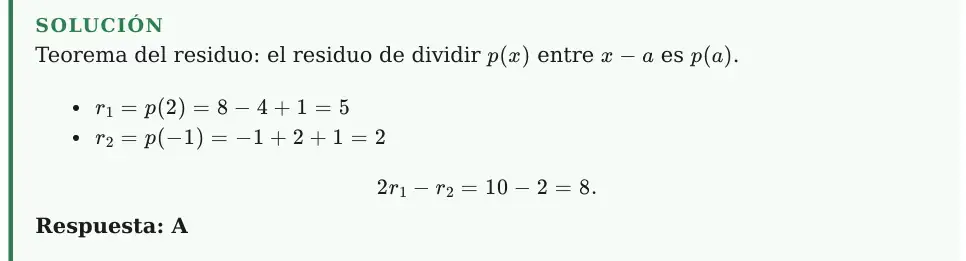 SOLUCIÓN
Teorema del residuo: el residuo de dividir p(x) entre x − a es p(a).
• r₁ = p(2) = 8 − 4 + 1 = 5
• r₂ = p(−1) = −1 + 2 + 1 = 2
2r₁ − r₂ = 10 − 2 = 8.
Respuesta: A